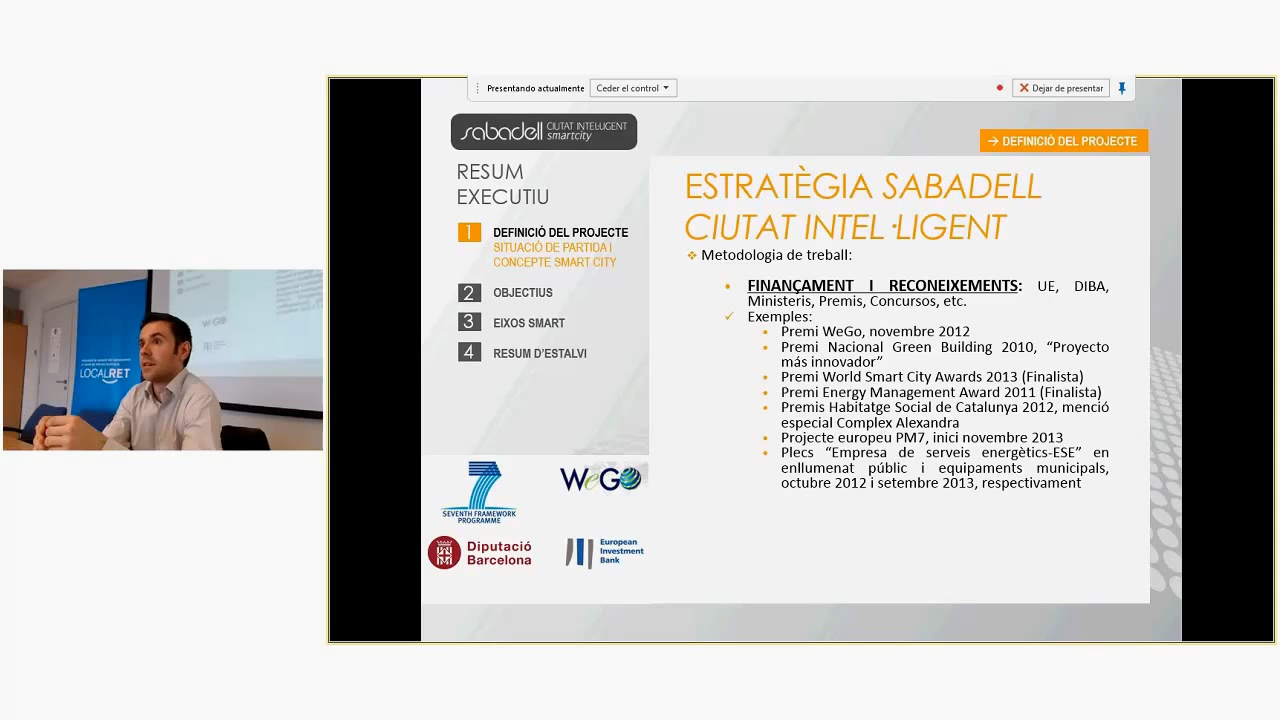 Presentando actualmente
Ceder el control
Dejar de presentar
sabadell CIUTAT INTEL·LIGENT
smartcity
→ DEFINICIÒ DEL PROJECTE
RESUM
EXECUTIU
1 DEFINICIÒ DEL PROJECTE
SITUACIÒ DE PARTIDA I
CONCEPTE SMART CITY
2 OBJECTIUS
3 EIXOS SMART
4 RESUM D'ESTALVI
ESTRATÈGIA SABADELL
CIUTAT INTEL·LIGENT
Metodologia de treball:
FINANÇAMENT I RECONEIXEMENTS: UE, DIBA,
Ministeris, Premis, Concursos, etc.
Exemples:
Premi WeGo, novembre 2012
Premi Nacional Green Building 2010, “Proyecto
más innovador”
Premi World Smart City Awards 2013 (Finalista)
Premi Energy Management Award 2011 (Finalista)
Premis Habitatge Social de Catalunya 2012, menció
especial Complex Alexandra
Projecte europeu PM7, inici novembre 2013
Plecs “Empresa de serveis energètics-ESE” en
enllumenat públic i equipaments municipals,
octubre 2012 i setembre 2013, respectivament
7
SEVENTH FRAMEWORK
PROGRAMME
WeGO
Diputació
Barcelona
European
Investment
Bank
LOCALRET
WeGO